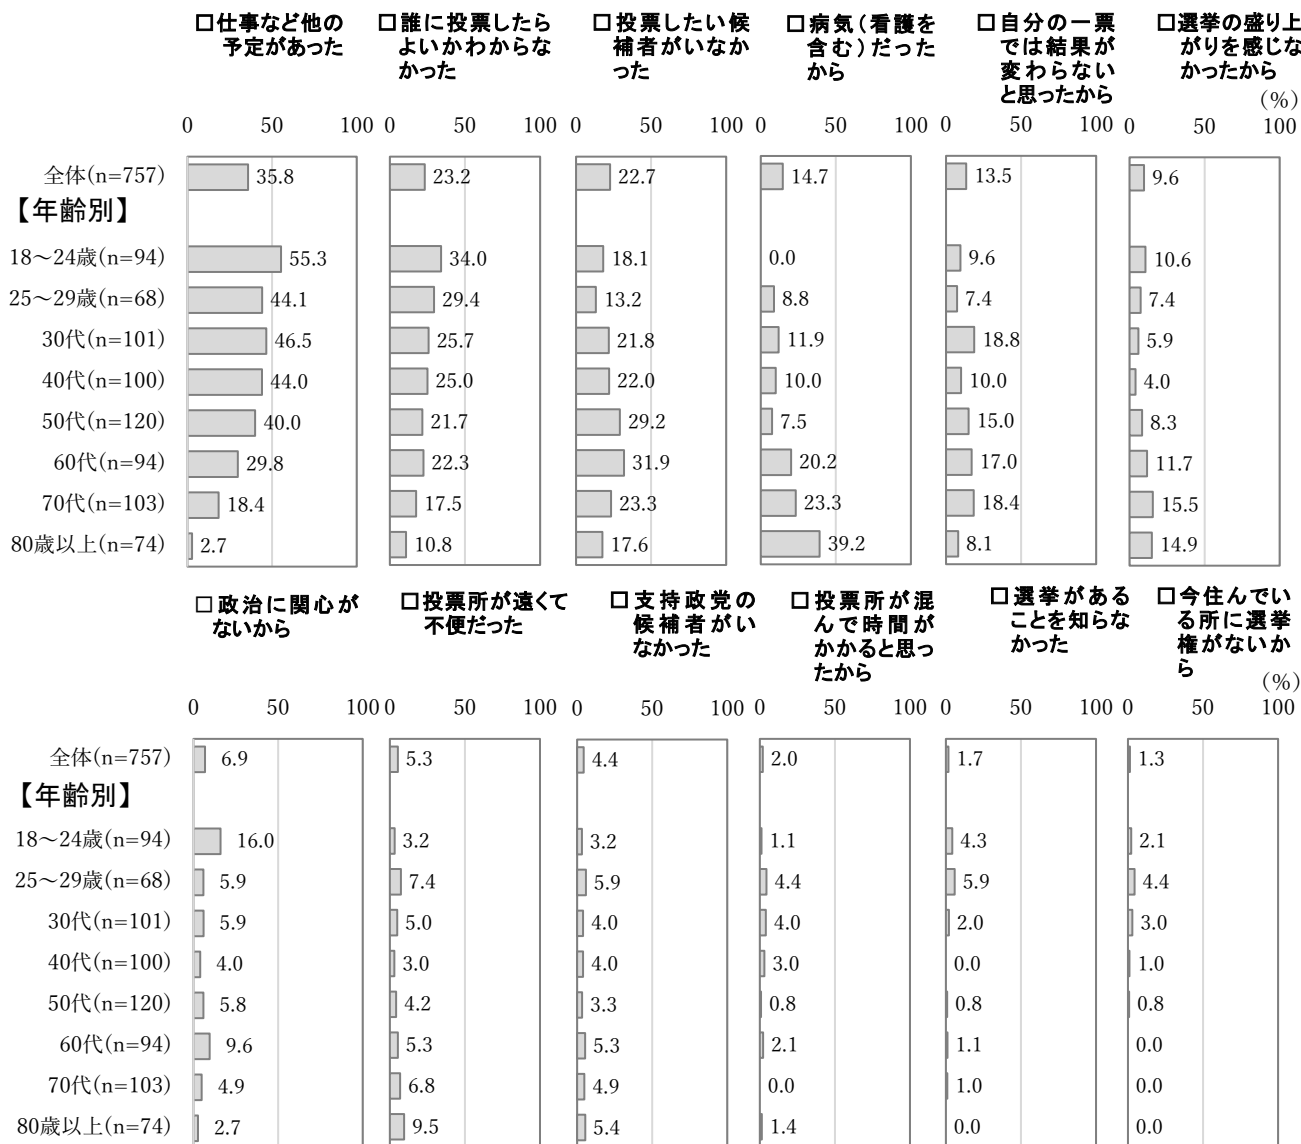 □仕事など他の
予定があった
□誰に投票したら
よいかわからな
かった
□投票したい候
補者がいなか
った
□病気(看護を
含む)だった
から
□自分の一票
では結果が
変わらない
と思ったから
□選挙の盛り上
がりを感じな
かったから
(%)
0 50 100 0 50 100 0 50 100 0 50 100 0 50 100 0 50 100
全体(n=757) 35.8 23.2 22.7 14.7 13.5 9.6
【年齢別】
18～24歳(n=94) 55.3 34.0 18.1 0.0 9.6 10.6
25～29歳(n=68) 44.1 29.4 13.2 8.8 7.4 7.4
30代(n=101) 46.5 25.7 21.8 11.9 18.8 5.9
40代(n=100) 44.0 25.0 22.0 10.0 10.0 4.0
50代(n=120) 40.0 21.7 29.2 7.5 15.0 8.3
60代(n=94) 29.8 22.3 31.9 20.2 17.0 11.7
70代(n=103) 18.4 17.5 23.3 23.3 18.4 15.5
80歳以上(n=74) 2.7 10.8 17.6 39.2 8.1 14.9
□政治に関心が
ないから
□投票所が遠くて
不便だった
□支持政党の
候補者がい
なかった
□投票所が混
んで時間が
かかると思っ
たから
□選挙がある
ことを知らな
かった
□今住んでい
る所に選挙
権がないか
ら
(%)
0 50 100 0 50 100 0 50 100 0 50 100 0 50 100 0 50 100
全体(n=757) 6.9 5.3 4.4 2.0 1.7 1.3
【年齢別】
18～24歳(n=94) 16.0 3.2 3.2 1.1 4.3 2.1
25～29歳(n=68) 5.9 7.4 5.9 4.4 5.9 4.4
30代(n=101) 5.9 5.0 4.0 4.0 2.0 3.0
40代(n=100) 4.0 3.0 4.0 3.0 0.0 1.0
50代(n=120) 5.8 4.2 3.3 0.8 0.8 0.8
60代(n=94) 9.6 5.3 5.3 2.1 1.1 0.0
70代(n=103) 4.9 6.8 4.9 0.0 1.0 0.0
80歳以上(n=74) 2.7 9.5 5.4 1.4 0.0 0.0